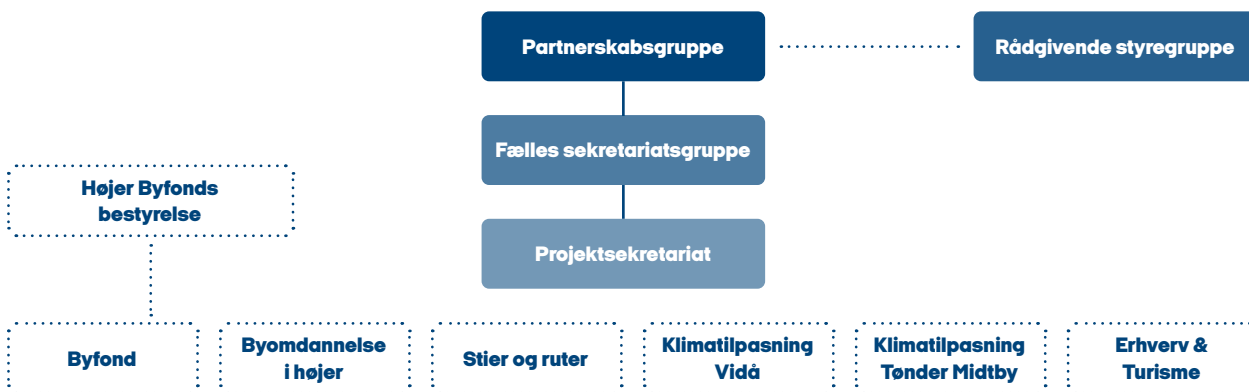 Partnerskabsgruppe
Rådgivende styregruppe
Fælles sekretariatsgruppe
Højer Byfonds
bestyrelse
Projektsekretariat
Byfond
Byomdannelse
i højer
Stier og ruter
Klimatilpasning
Vidå
Klimatilpasning
Tønder Midtby
Erhverv &
Turisme